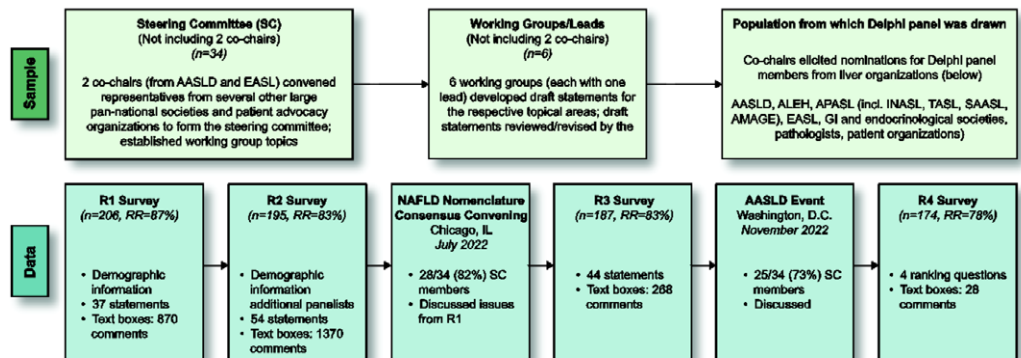 Sample
Steering Committee (SC)
(Not including 2 co-chairs)
(n=34)
2 co-chairs (from AASLD and EASL) convened
representatives from several other large
pan-national societies and patient advocacy
organizations to form the steering committee;
established working group topics
Working Groups/Leads
(Not including 2 co-chairs)
(n=6)
6 working groups (each with one
lead) developed draft statements for
the respective topical areas; draft
statements reviewed/revised by the
Population from which Delphi panel was drawn
Co-chairs elicited nominations for Delphi panel
members from liver organizations (below)
AASLD, ALEH, APASL (incl. INASL, TASL, SAASL,
AMAGE), EASL, GI and endocrinological societies,
pathologists, patient organizations)
Data
R1 Survey
(n=206, RR=87%)
• Demographic
information
• 37 statements
• Text boxes: 870
comments
R2 Survey
(n=195, RR=83%)
• Demographic
information
additional panelists
• 54 statements
• Text boxes: 1370
comments
NAFLD Nomenclature
Consensus Convening
Chicago, IL
July 2022
• 28/34 (82%) SC
members
• Discussed issues
from R1
R3 Survey
(n=187, RR=83%)
• 44 statements
• Text boxes: 268
comments
AASLD Event
Washington, D.C.
November 2022
• 25/34 (73%) SC
members
• Discussed
R4 Survey
(n=174, RR=78%)
• 4 ranking questions
• Text boxes: 28
comments